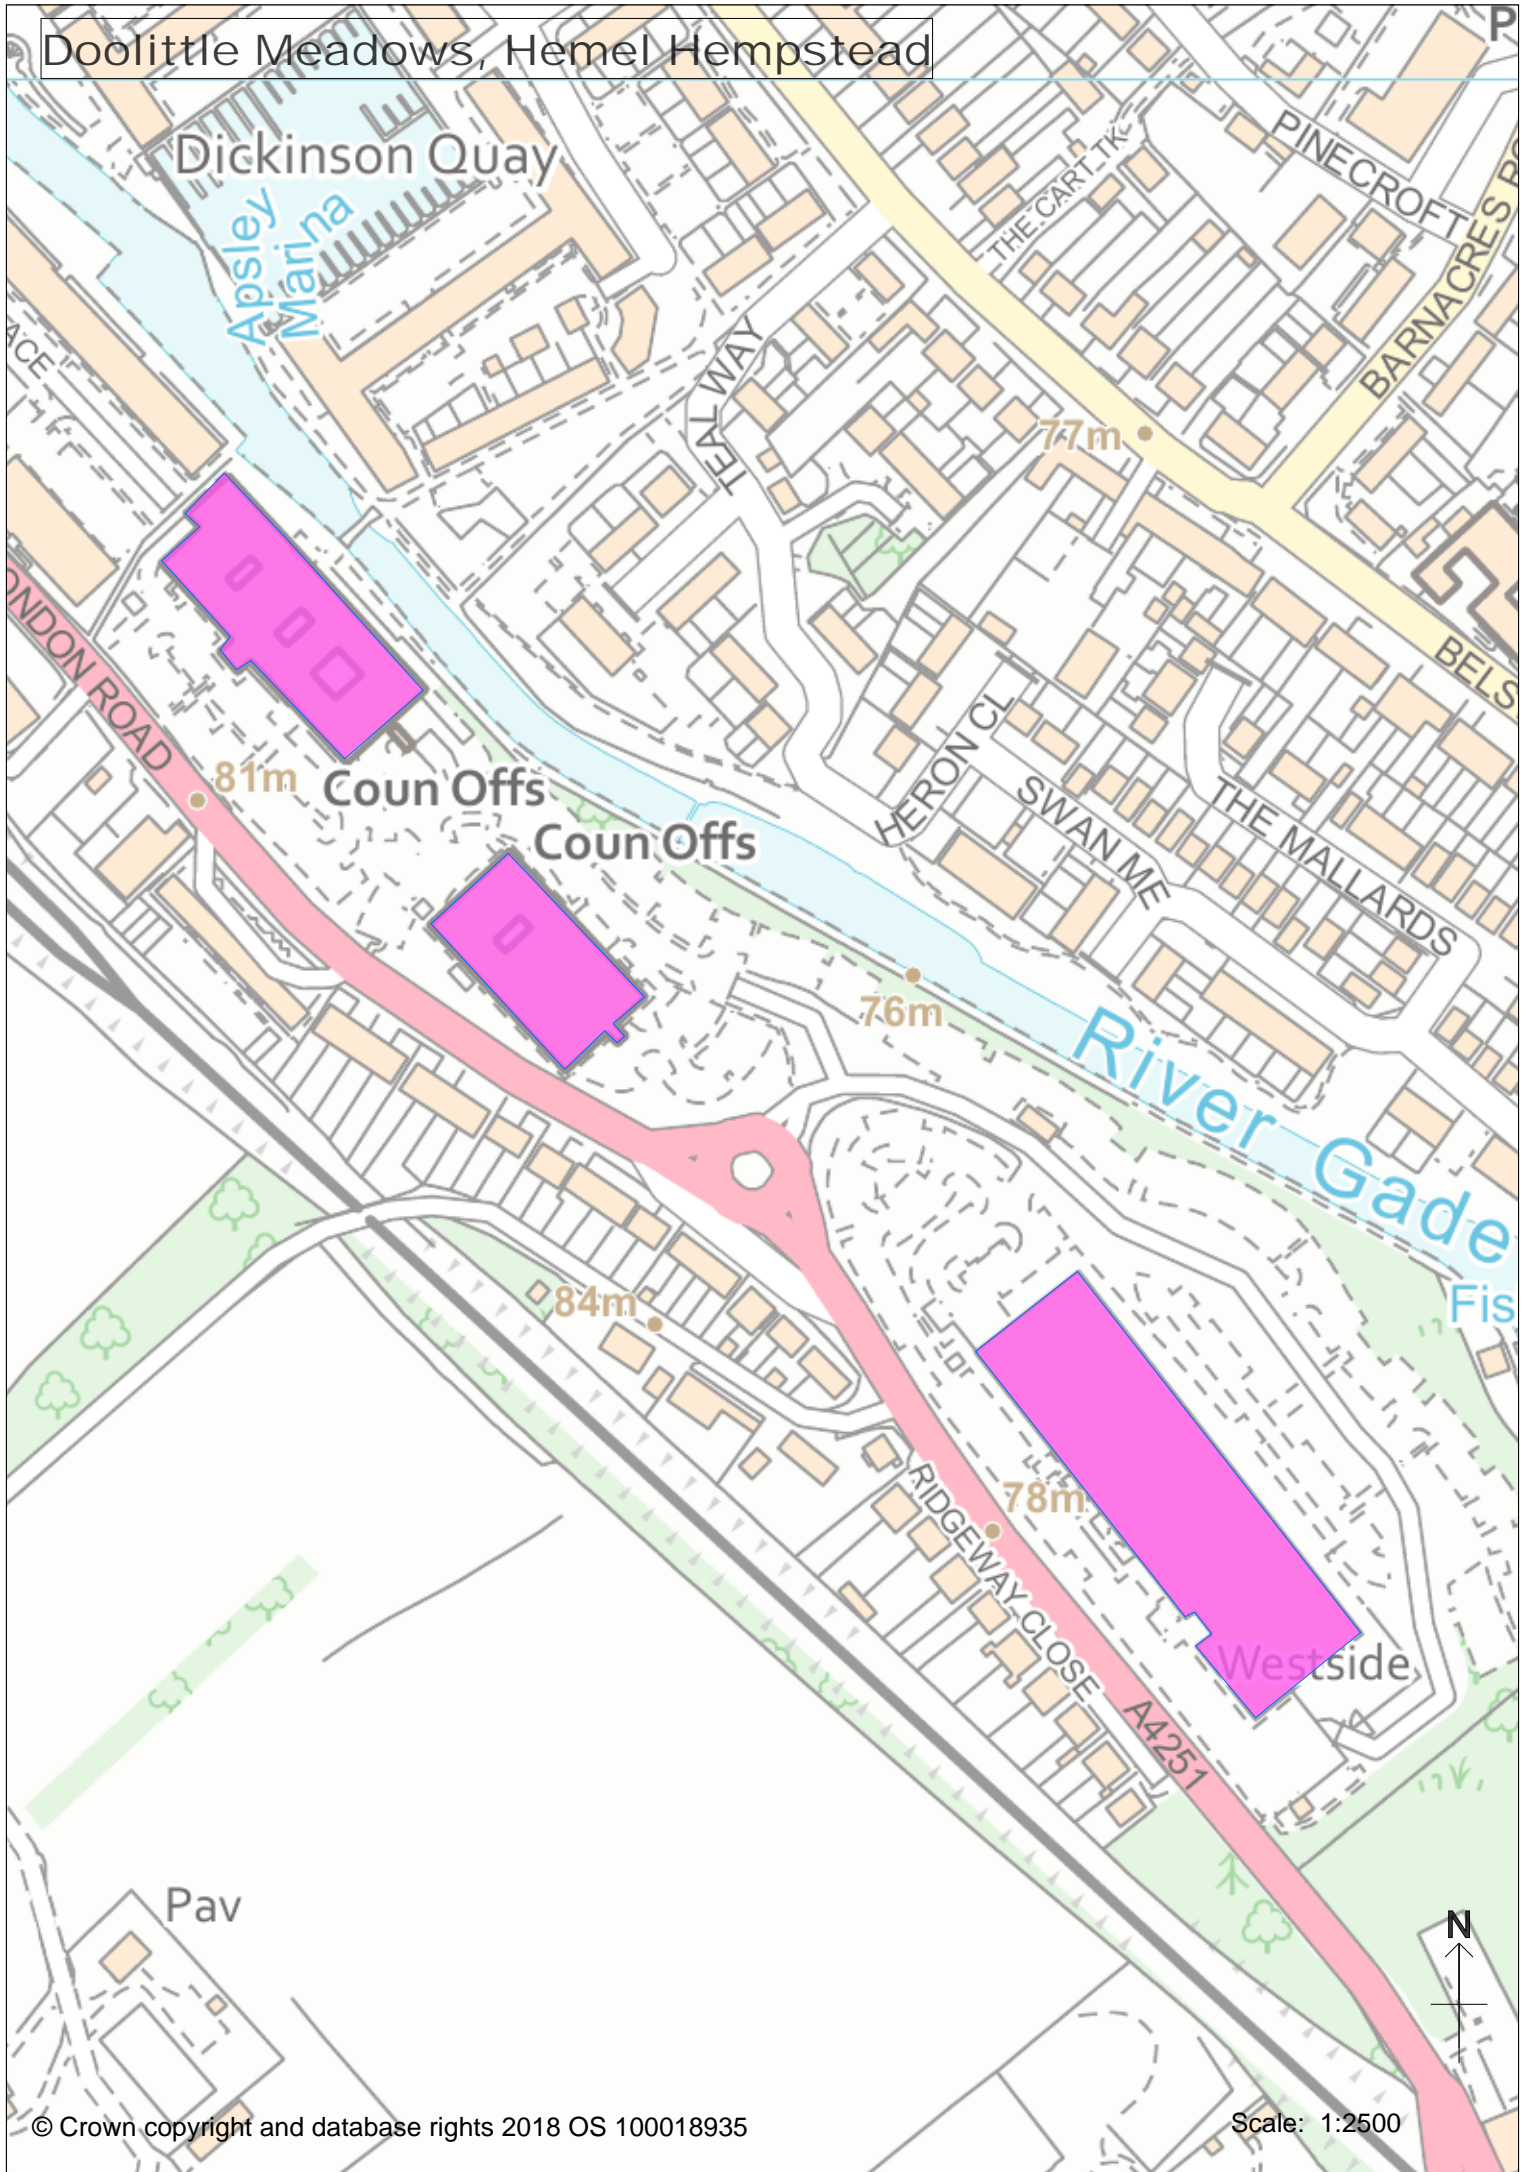 Doolittle Meadows, Hemel Hempstead
P
Dickinson Quay
Apsley
Marina
THE CART TK
PINECROFT
BARNACRES RO
ACE
TEAL WAY
77m
ONDON ROAD
BELS
81m
Coun Offs
Coun Offs
HERON CL
SWAN ME
THE MALLARDS
76m
River Gade
Fis
84m
78m
RIDGEWAY CLOSE
Westside
A4251
Pav
N
© Crown copyright and database rights 2018 OS 100018935
Scale: 1:2500